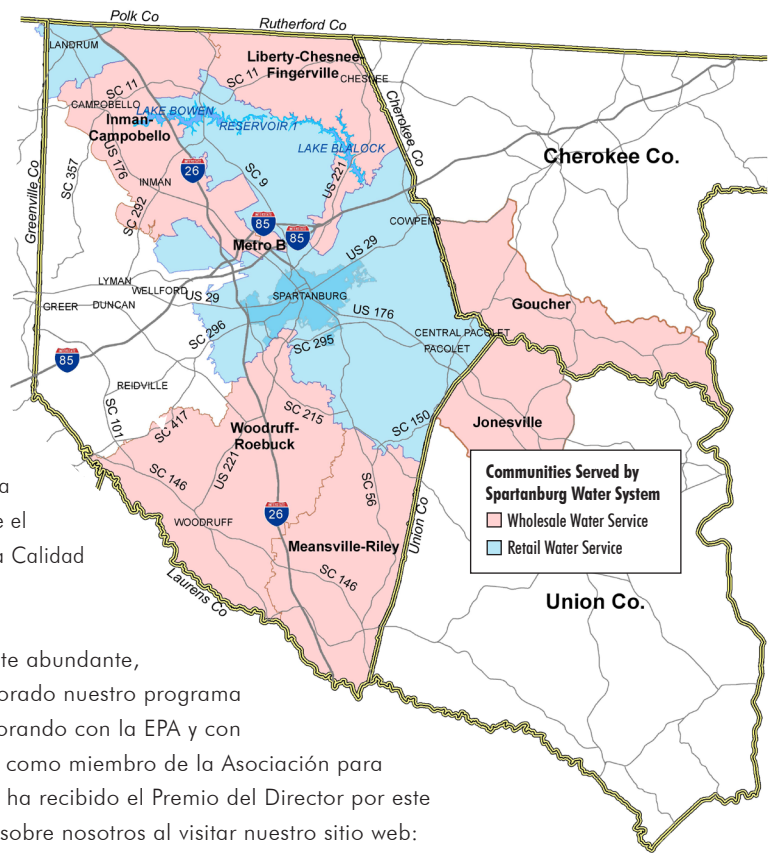 Polk Co
Rutherford Co
LANDRUM
Liberty-Chesnee-
Fingerville
CHESNEE
SC 11
SC 11
CAMPOBELLO
LAKE BOWEN
Inman-
Campobello
RESERVOIR 1
LAKE BLALOCK
Cherokee Co
Cherokee Co.
Greenville Co
SC 357
US 176
26
SC 9
US 221
INMAN
SC 292
85
85
COWPENS
Metro B
US 29
LYMAN
WELLFORD
US 29
SPARTANBURG
Goucher
GREER
DUNCAN
US 176
SC 296
CENTRAL PACOLET
SC 295
PACOLET
85
REIDVILLE
SC 101
SC 417
SC 215
Woodruff-
Roebuck
SC 150
Jonesville
SC 146
US 221
SC 56
Union Co
WOODRUFF
26
Meansville-Riley
SC 146
Laurens Co
Communities Served by
Spartanburg Water System
Wholesale Water Service
Retail Water Service
Union Co.
a
e el
a Calidad
te abundante,
orado nuestro programa
orando con la EPA y con
como miembro de la Asociación para
ha recibido el Premio del Director por este
sobre nosotros al visitar nuestro sitio web: